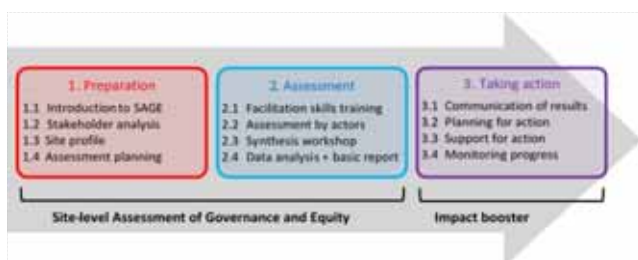 1. Preparation
1.1 Introduction to SAGE
1.2 Stakeholder analysis
1.3 Site profile
1.4 Assessment planning
2. Assessment
2.1 Facilitation skills training
2.2 Assessment by actors
2.3 Synthesis workshop
2.4 Data analysis + basic report
3. Taking action
3.1 Communication of results
3.2 Planning for action
3.3 Support for action
3.4 Monitoring progress
Site-level Assessment of Governance and Equity
Impact booster